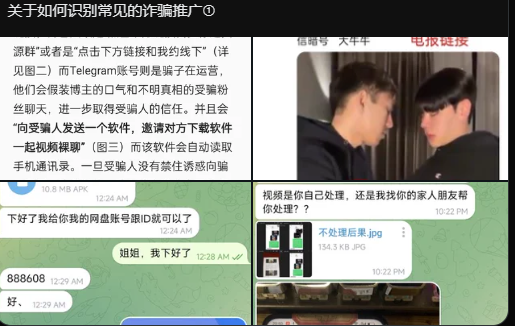 关于如何识别常见的诈骗推广①
源群”或者是“点击下方链接和我约线下”（详
见图二）而Telegram账号则是骗子在运营，
他们会假装博主的口气和不明真相的受骗粉
丝聊天，进一步取得受骗人的信任。并且会
“向受骗人发送一个软件，邀请对方下载软件
一起视频裸聊”（图三）而该软件会自动读取
手机通讯录。一旦受骗人没有禁住诱惑向骗
信暗号 大牛牛 电报链接
10.8 MB APK
12:24 AM
下好了我给你我的网盘账号跟ID就可以了
12:24 AM
姐姐，我下好了 12:28 AM
888608 12:29 AM
好、 12:29 AM
视频是你自己处理，还是我找你的家人朋友帮
你处理？？
10:22 PM
不处理后果.jpg
134.3 KB JPG
10:22 PM